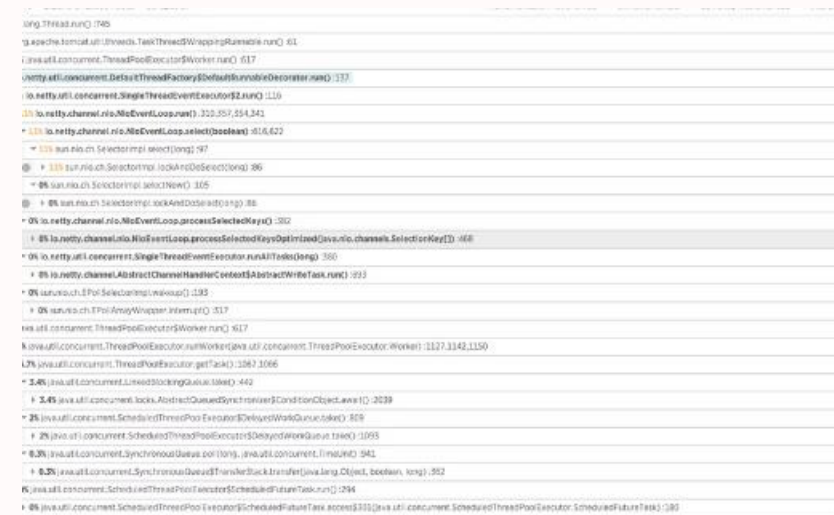 long.Thread.run() :745
g.apache.tomcat.util.threads.TaskThread$WrappingRunnable.run() :61
java.util.concurrent.ThreadPoolExecutor$Worker.run() :617
.netty.util.concurrent.DefaultThreadFactory$DefaultRunnableDecorator.run() :137
io.netty.util.concurrent.SingleThreadEventExecutor$2.run() :116
11% io.netty.channel.nio.NioEventLoop.run() :310,357,354,341
11% io.netty.channel.nio.NioEventLoop.select(boolean) :616,622
11% sun.nio.ch.SelectorImpl.select(long) :97
11% sun.nio.ch.SelectorImpl.lockAndDoSelect(long) :86
0% sun.nio.ch.SelectorImpl.selectNow() :105
0% sun.nio.ch.SelectorImpl.lockAndDoSelect(long) :86
0% io.netty.channel.nio.NioEventLoop.processSelectedKeys() :382
0% io.netty.channel.nio.NioEventLoop.processSelectedKeysOptimized(java.nio.channels.SelectionKey[]) :468
0% io.netty.util.concurrent.SingleThreadEventExecutor.runAllTasks(long) :380
0% io.netty.channel.AbstractChannelHandlerContext$AbstractWriteTask.run() :893
0% sun.nio.ch.EPollSelectorImpl.wakeup() :193
0% sun.nio.ch.EPollArrayWrapper.interrupt() :317
java.util.concurrent.ThreadPoolExecutor$Worker.run() :617
java.util.concurrent.ThreadPoolExecutor.runWorker(java.util.concurrent.ThreadPoolExecutor.Worker) :1127,1142,1150
.7% java.util.concurrent.ThreadPoolExecutor.getTask() :1067,1066
3.4% java.util.concurrent.LinkedBlockingQueue.take() :442
3.4% java.util.concurrent.locks.AbstractQueuedSynchronizer$ConditionObject.await() :2039
2% java.util.concurrent.ScheduledThreadPoolExecutor$DelayedWorkQueue.take() :809
2% java.util.concurrent.ScheduledThreadPoolExecutor$DelayedWorkQueue.take() :1093
0.3% java.util.concurrent.SynchronousQueue.poll(long, java.util.concurrent.TimeUnit) :941
0.3% java.util.concurrent.SynchronousQueue$TransferStack.transfer(java.lang.Object, boolean, long) :362
% java.util.concurrent.ScheduledThreadPoolExecutor$ScheduledFutureTask.run() :294
0% java.util.concurrent.ScheduledThreadPoolExecutor$ScheduledFutureTask.access$301(java.util.concurrent.ScheduledThreadPoolExecutor.ScheduledFutureTask) :180